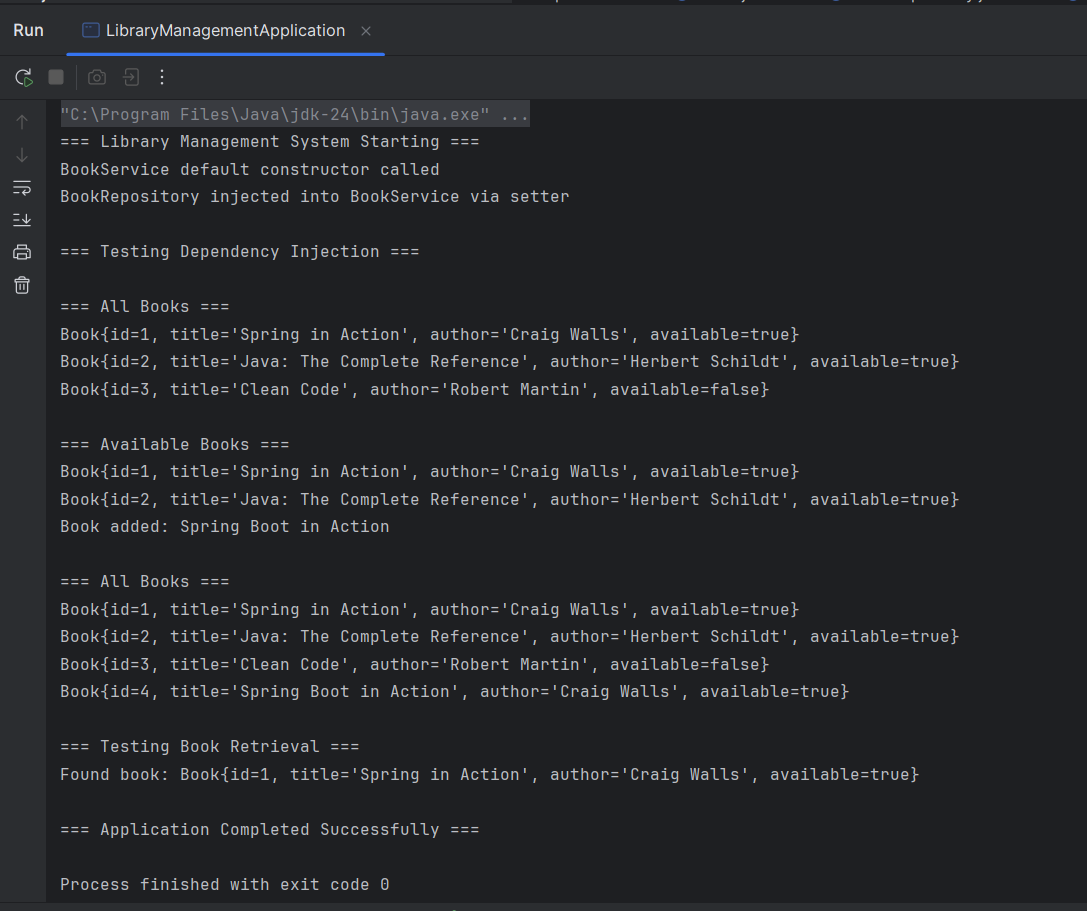 Run
LibraryManagementApplication
"C:\Program Files\Java\jdk-24\bin\java.exe" ...
=== Library Management System Starting ===
BookService default constructor called
BookRepository injected into BookService via setter
=== Testing Dependency Injection ===
=== All Books ===
Book{id=1, title='Spring in Action', author='Craig Walls', available=true}
Book{id=2, title='Java: The Complete Reference', author='Herbert Schildt', available=true}
Book{id=3, title='Clean Code', author='Robert Martin', available=false}
=== Available Books ===
Book{id=1, title='Spring in Action', author='Craig Walls', available=true}
Book{id=2, title='Java: The Complete Reference', author='Herbert Schildt', available=true}
Book added: Spring Boot in Action
=== All Books ===
Book{id=1, title='Spring in Action', author='Craig Walls', available=true}
Book{id=2, title='Java: The Complete Reference', author='Herbert Schildt', available=true}
Book{id=3, title='Clean Code', author='Robert Martin', available=false}
Book{id=4, title='Spring Boot in Action', author='Craig Walls', available=true}
=== Testing Book Retrieval ===
Found book: Book{id=1, title='Spring in Action', author='Craig Walls', available=true}
=== Application Completed Successfully ===
Process finished with exit code 0